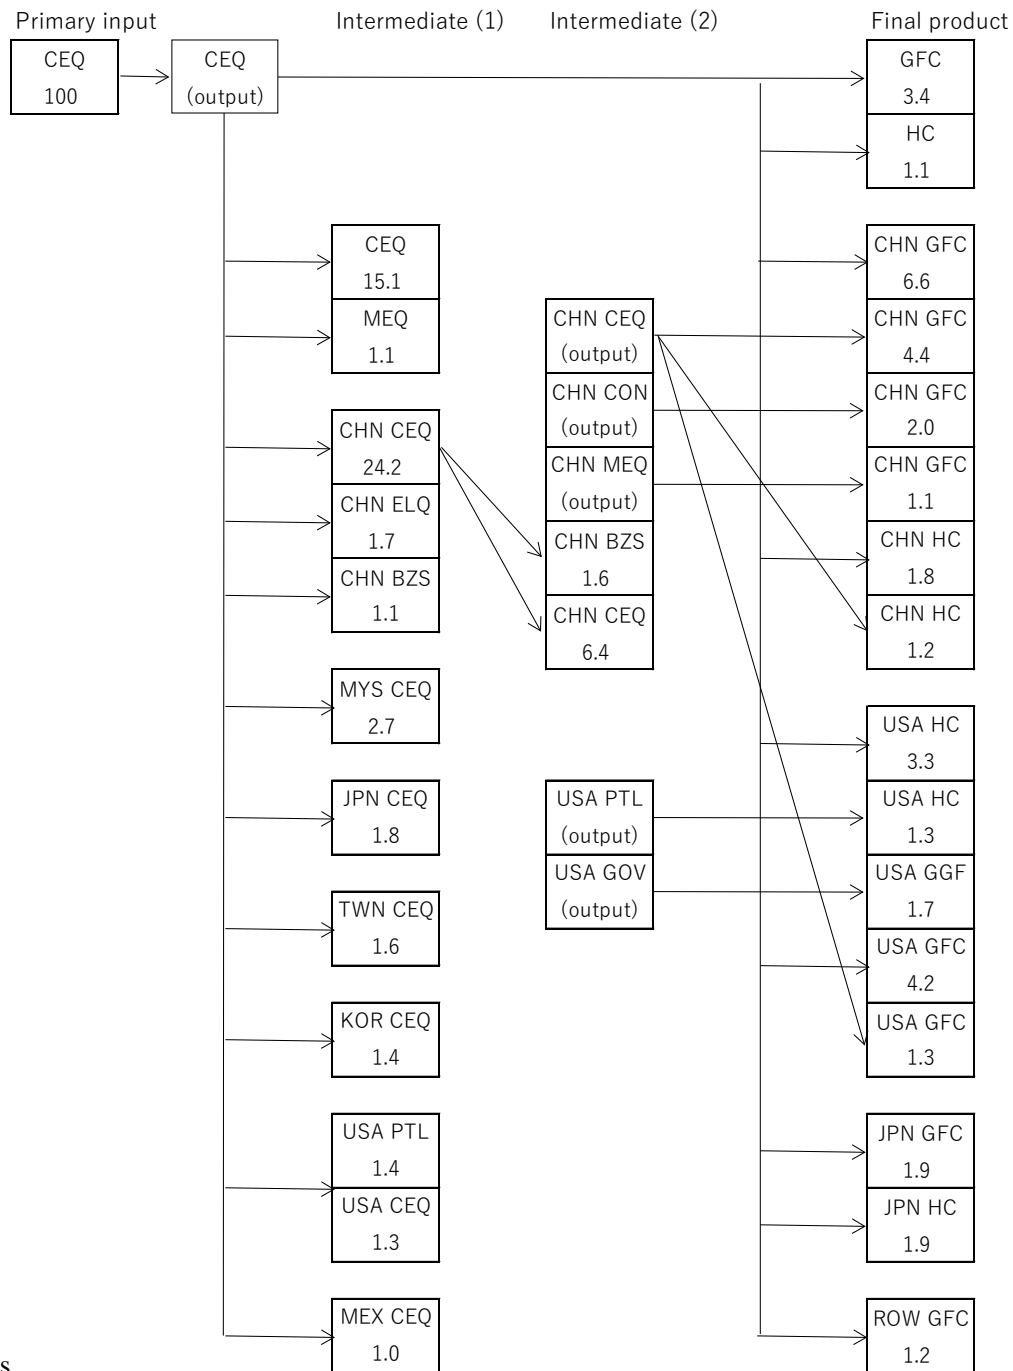 Primary input
Intermediate (1)
Intermediate (2)
Final product
CEQ
100
CEQ
(output)
GFC
3.4
HC
1.1
CEQ
15.1
MEQ
1.1
CHN CEQ
24.2
CHN ELQ
1.7
CHN BZS
1.1
MYS CEQ
2.7
JPN CEQ
1.8
TWN CEQ
1.6
KOR CEQ
1.4
USA PTL
1.4
USA CEQ
1.3
MEX CEQ
1.0
CHN CEQ
(output)
CHN CON
(output)
CHN MEQ
(output)
CHN BZS
1.6
CHN CEQ
6.4
USA PTL
(output)
USA GOV
(output)
CHN GFC
6.6
CHN GFC
4.4
CHN GFC
2.0
CHN GFC
1.1
CHN HC
1.8
CHN HC
1.2
USA HC
3.3
USA HC
1.3
USA GGF
1.7
USA GFC
4.2
USA GFC
1.3
JPN GFC
1.9
JPN HC
1.9
ROW GFC
1.2
s